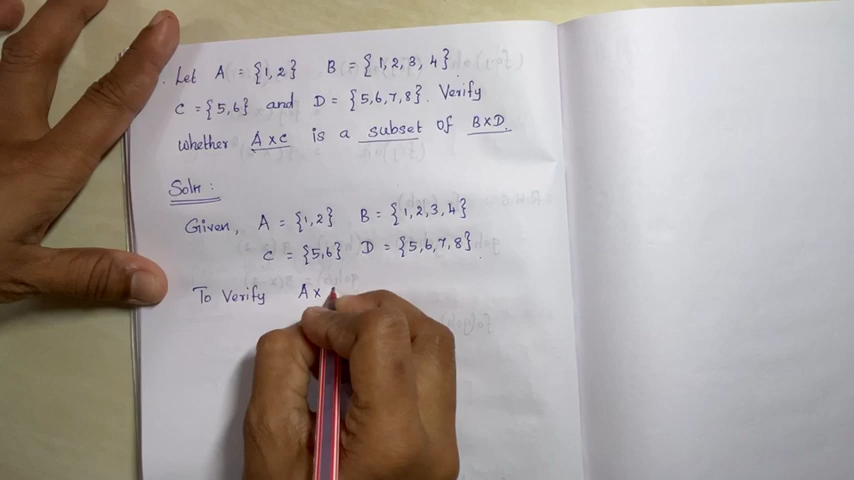 . Let A = {1,2} B = {1,2,3,4}
C = {5,6} and D = {5,6,7,8}. Verify
whether A×C is a subset of B×D.
Soln :
Given, A = {1,2} B = {1,2,3,4}
C = {5,6} D = {5,6,7,8}.
To Verify A×